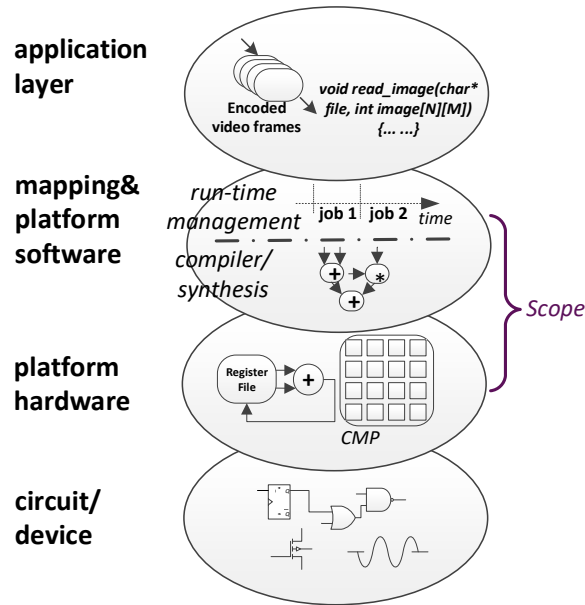 application
layer
void read_image(char*
file, int image[N][M])
{... ...}
Encoded
video frames
mapping&
platform
software
run-time
management
job 1 job 2
time
compiler/
synthesis
+ *
+
Scope
platform
hardware
Register
File
+
CMP
circuit/
device